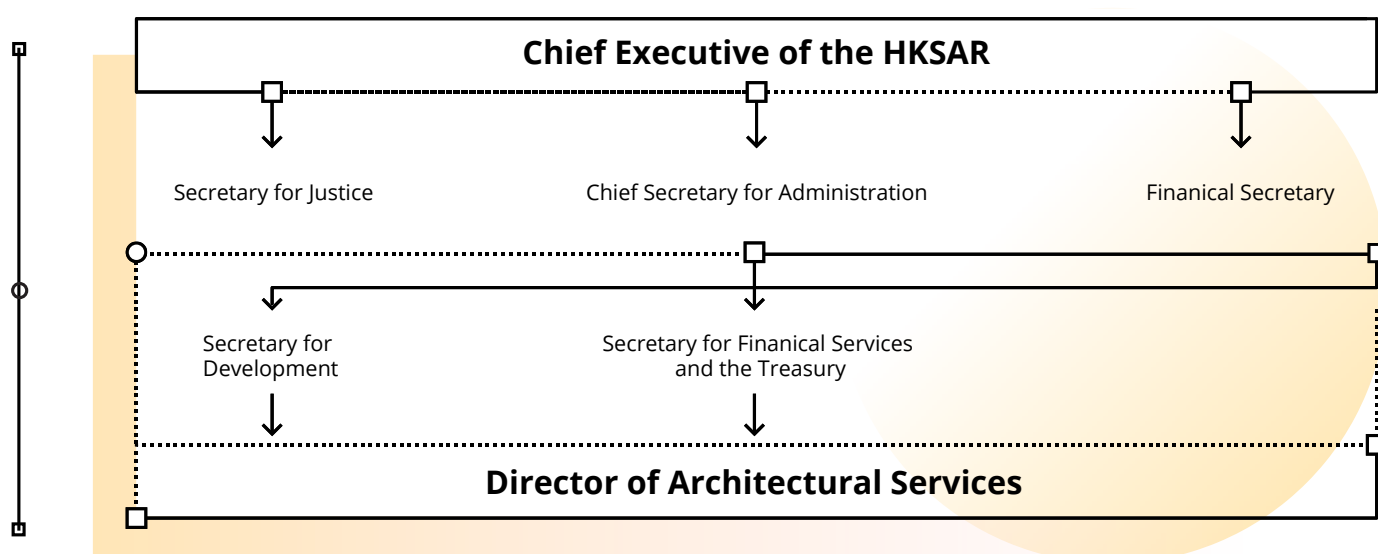 Chief Executive of the HKSAR
Secretary for Justice
Chief Secretary for Administration
Finanical Secretary
Secretary for
Development
Secretary for Finanical Services
and the Treasury
Director of Architectural Services